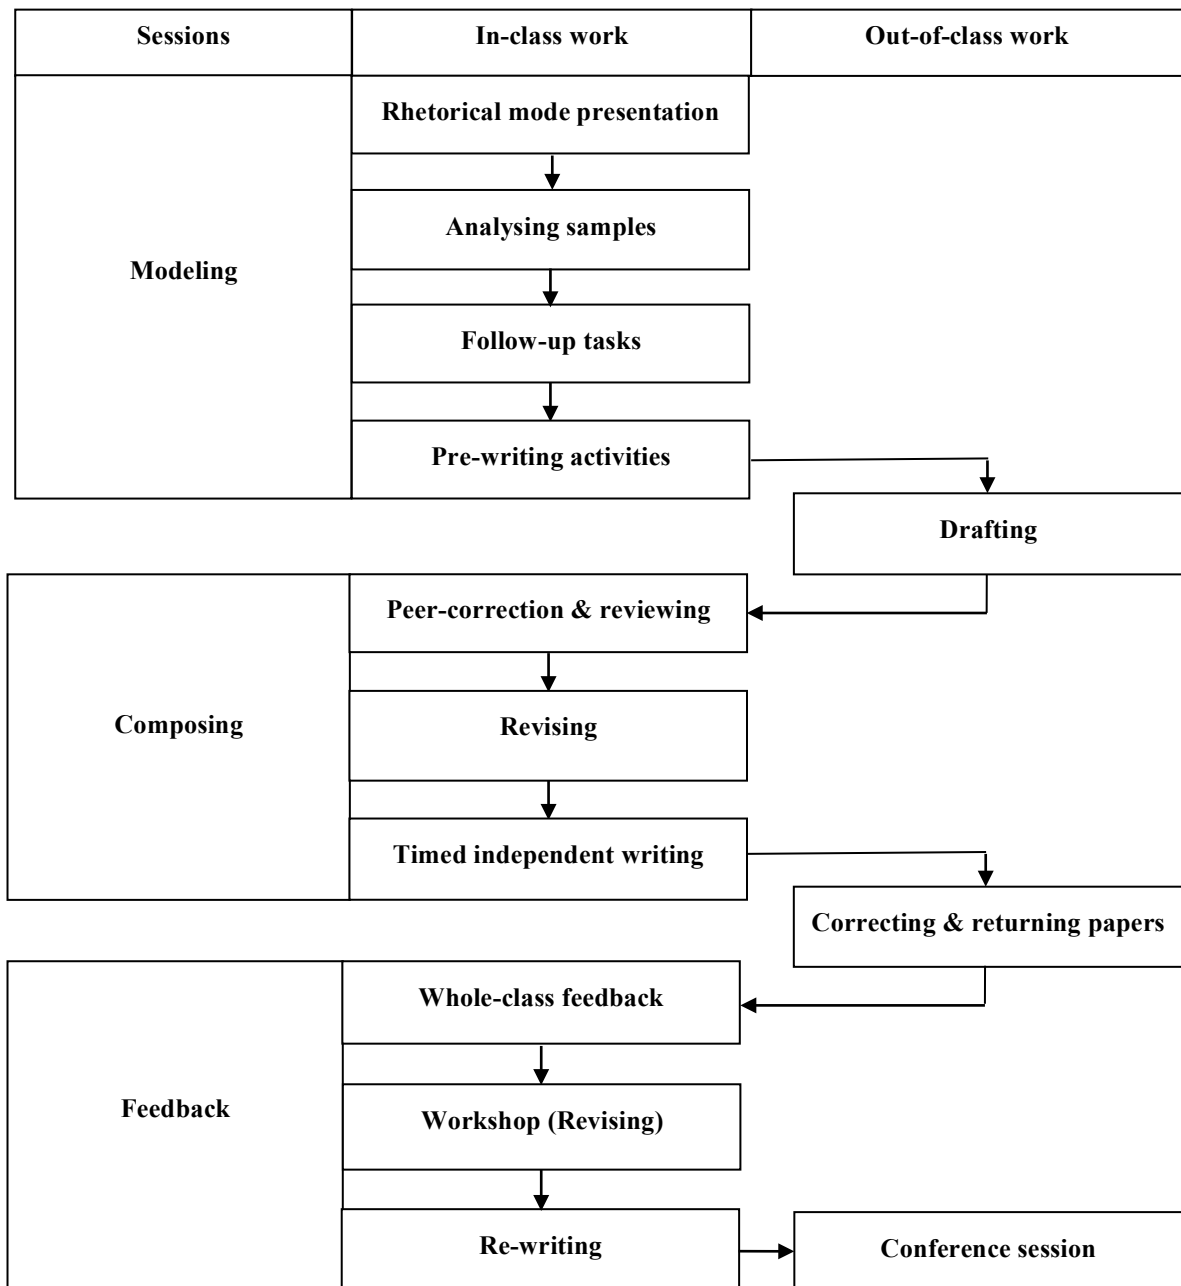 Sessions
In-class work
Out-of-class work
Modeling
Rhetorical mode presentation
Analysing samples
Follow-up tasks
Pre-writing activities
Drafting
Composing
Peer-correction & reviewing
Revising
Timed independent writing
Correcting & returning papers
Feedback
Whole-class feedback
Workshop (Revising)
Re-writing
Conference session